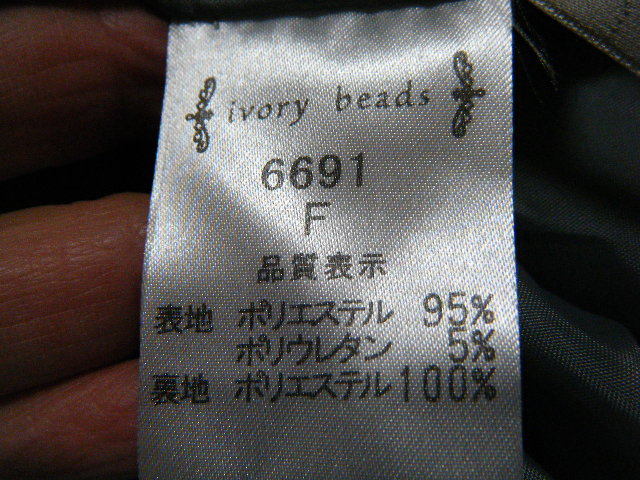 ivory beads
6691
F
品質表示
表地 ポリエステル 95%
ポリウレタン 5%
裏地 ポリエステル 100%